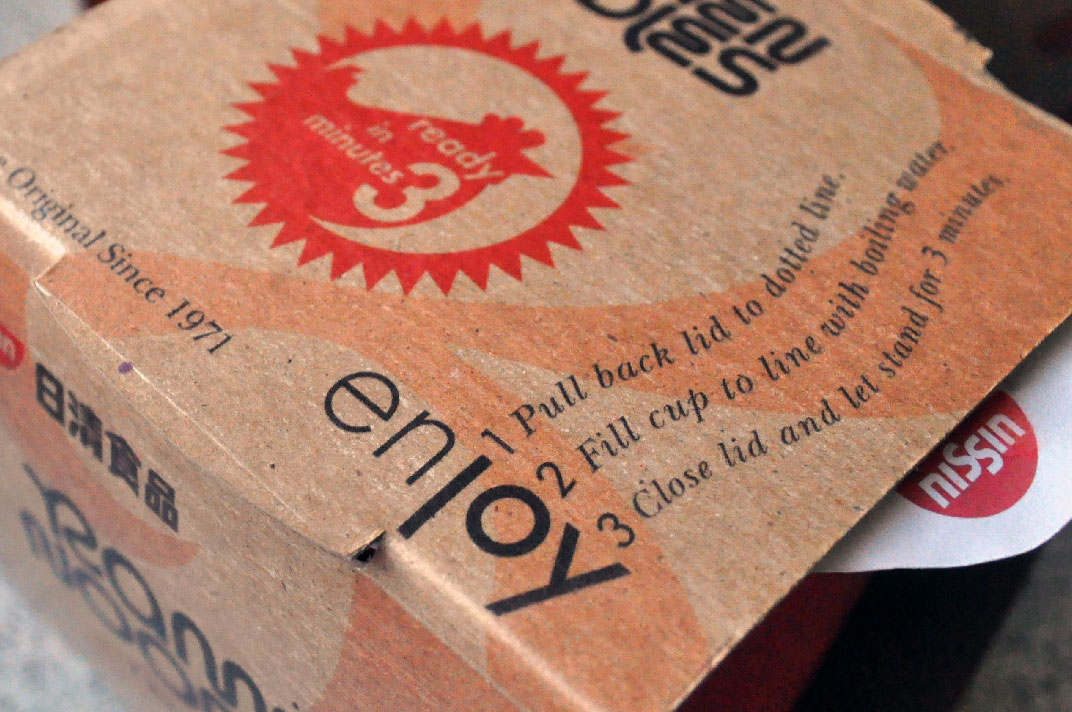 ready
in 3
minutes
Original Since 1971
enjoy
1 Pull back lid to dotted line.
2 Fill cup to line with boiling water.
3 Close lid and let stand for 3 minutes.
nissin
日清食品